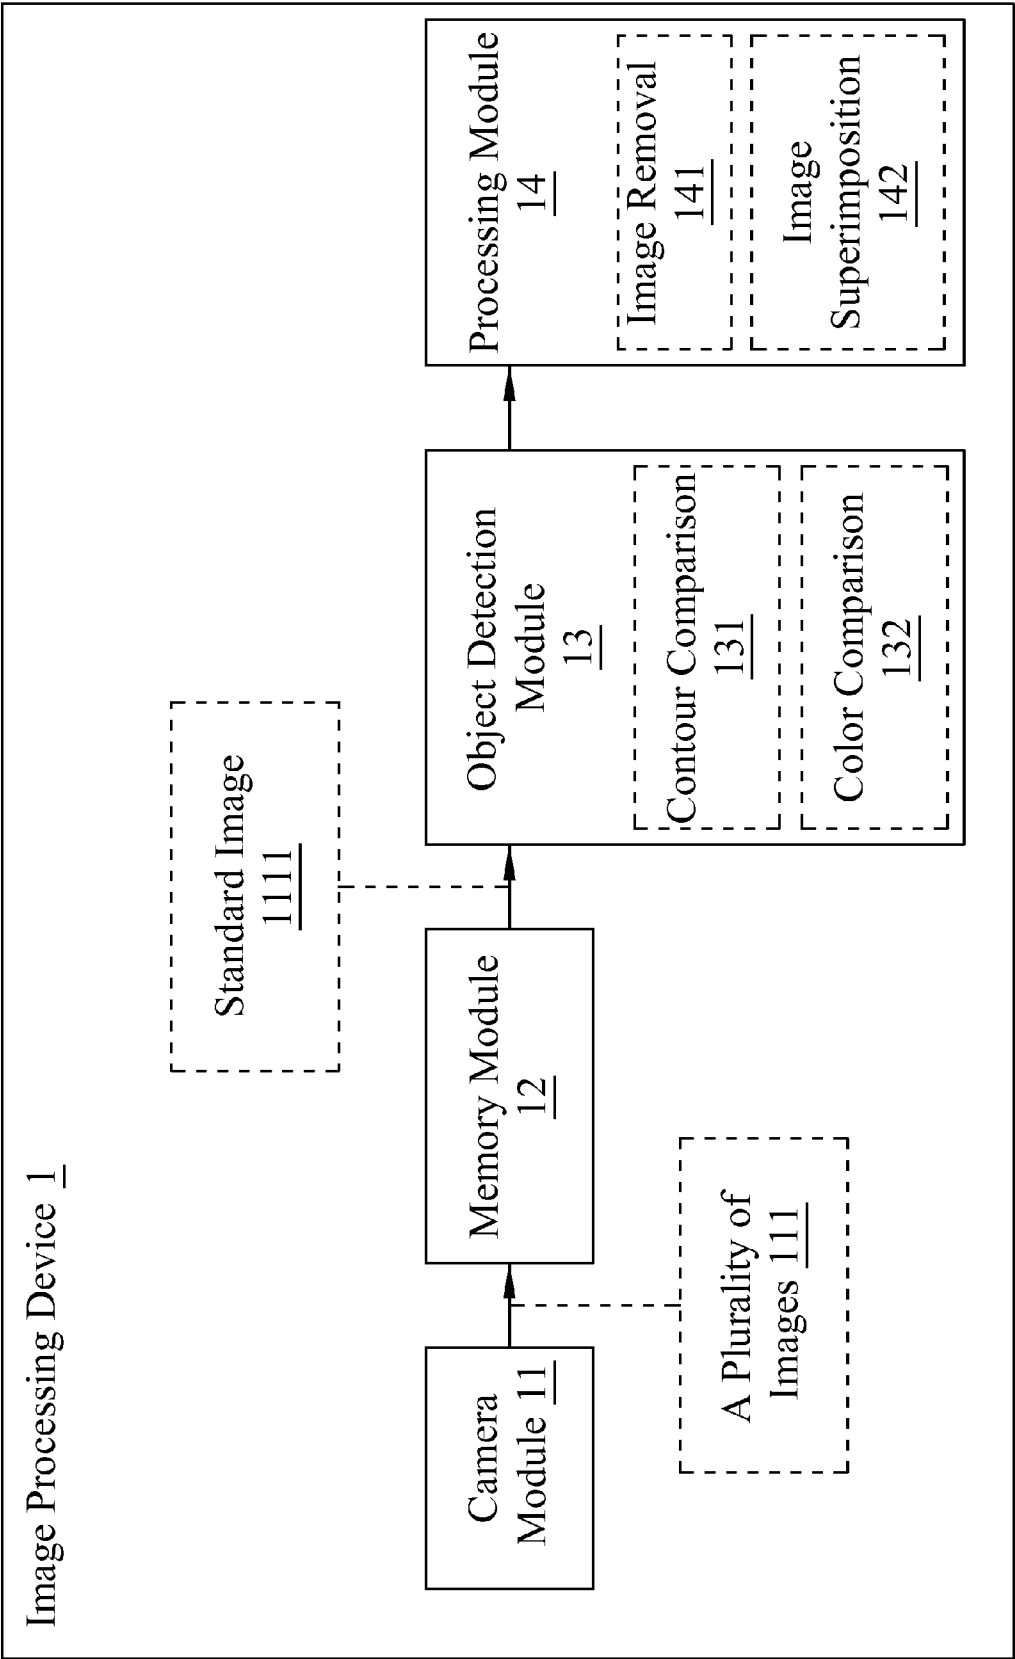 Image Processing Device 1
Standard Image
1111
Camera
Module 11
A Plurality of
Images 111
Memory Module
12
Object Detection
Module
13
Contour Comparison
131
Color Comparison
132
Processing Module
14
Image Removal
141
Image
Superimposition
142